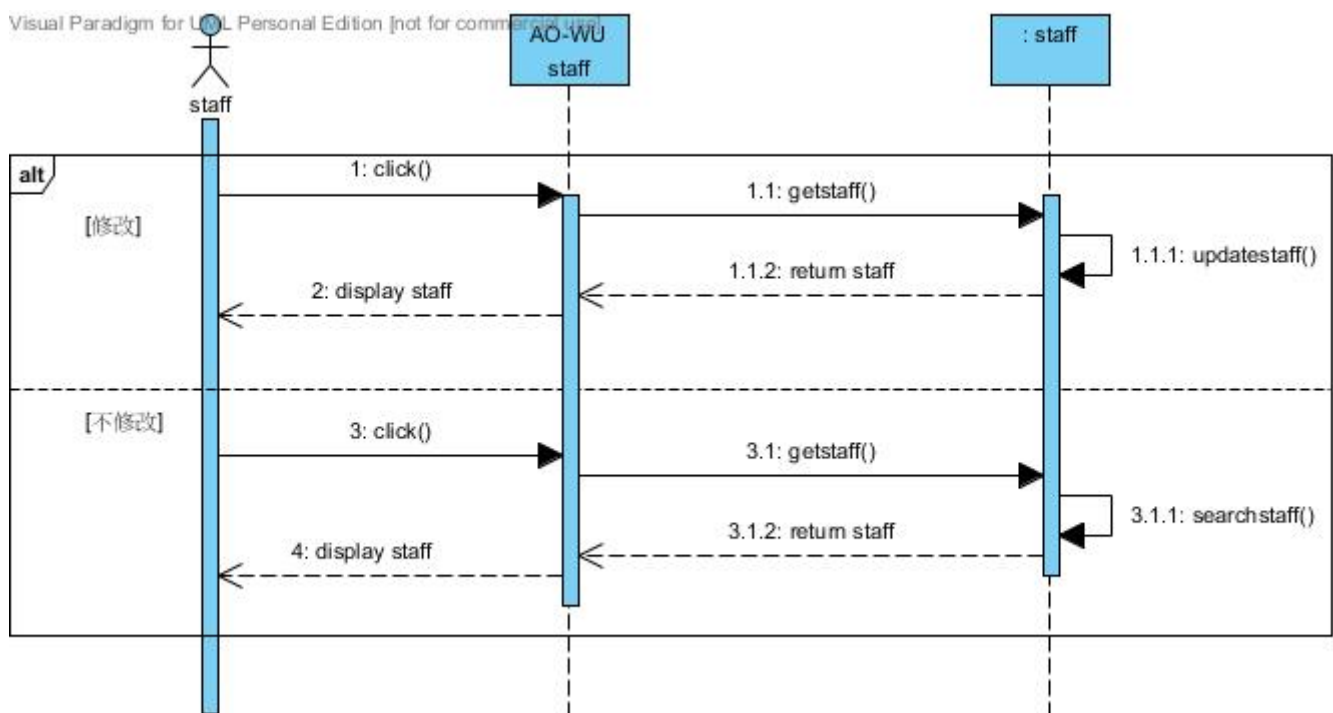 Visual Paradigm for UML Personal Edition [not for commercial use]
staff
AO-WU
staff
: staff
alt
1: click()
1.1: getstaff()
[修改]
1.1.1: updatestaff()
1.1.2: return staff
2: display staff
[不修改]
3: click()
3.1: getstaff()
3.1.1: searchstaff()
3.1.2: return staff
4: display staff